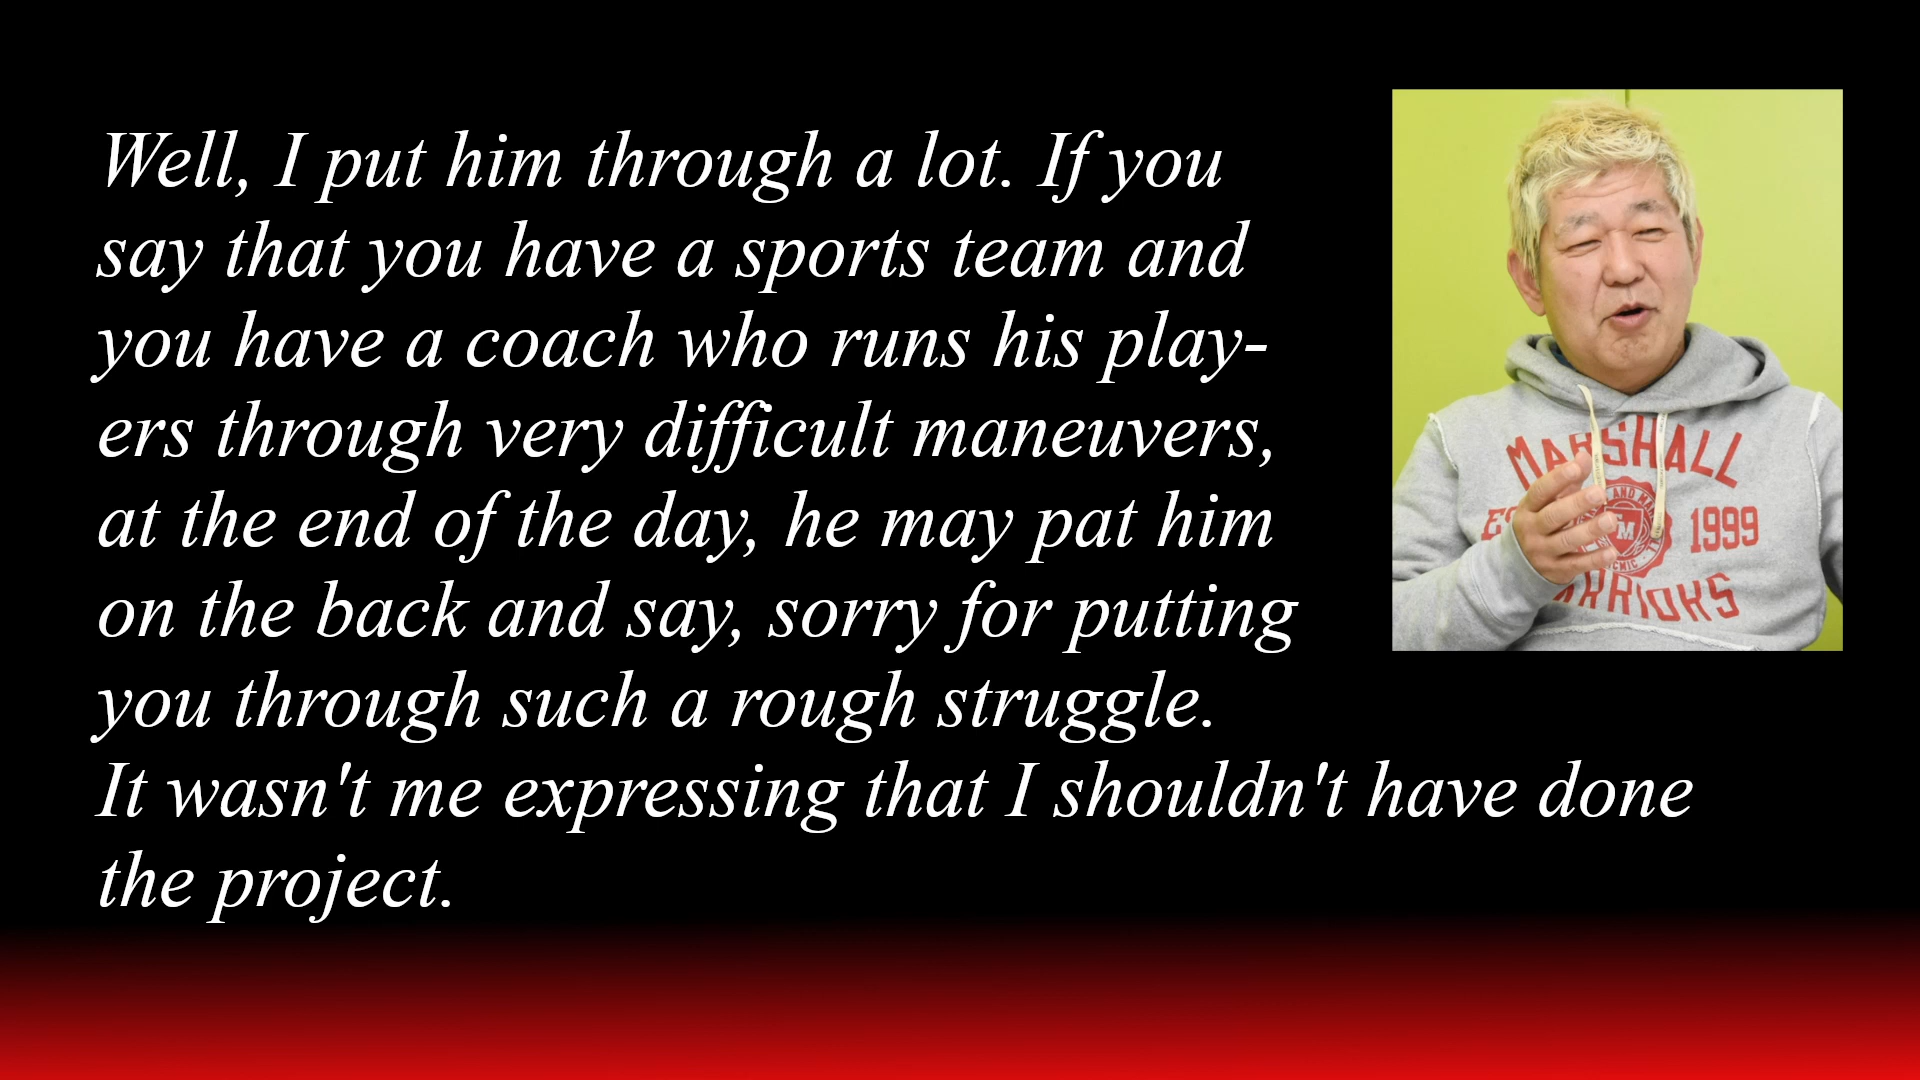 Well, I put him through a lot. If you
say that you have a sports team and
you have a coach who runs his play-
ers through very difficult maneuvers,
at the end of the day, he may pat him
on the back and say, sorry for putting
you through such a rough struggle.
It wasn't me expressing that I shouldn't have done
the project.
MARSHALL
1999